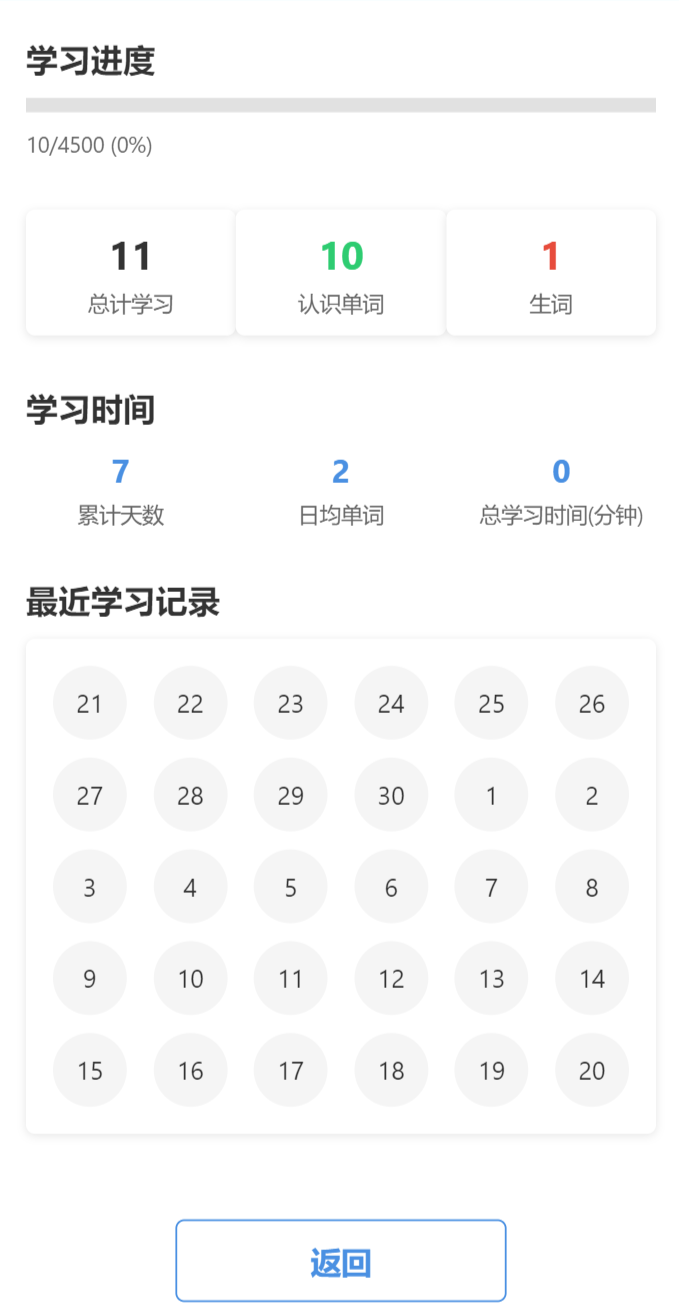 学习进度
10/4500 (0%)
11 10 1
总计学习 认识单词 生词
学习时间
7 2 0
累计天数 日均单词 总学习时间(分钟)
最近学习记录
21 22 23 24 25 26
27 28 29 30 1 2
3 4 5 6 7 8
9 10 11 12 13 14
15 16 17 18 19 20
返回